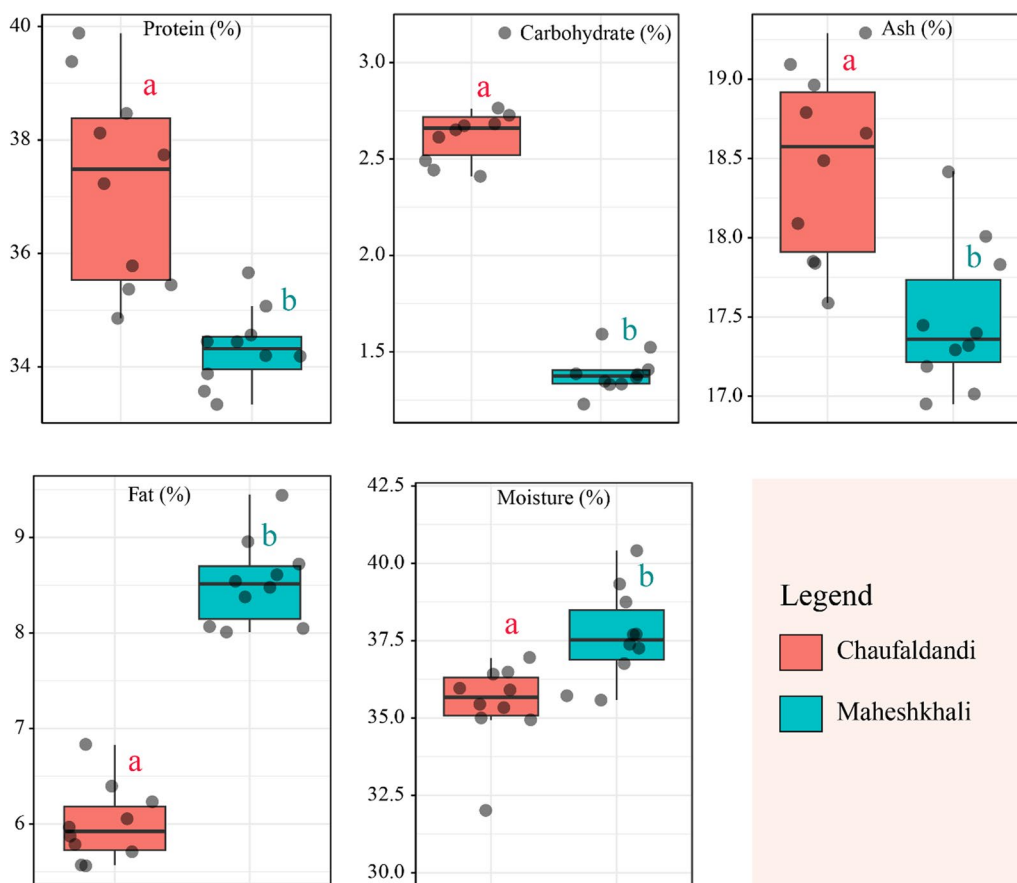 Protein (%)
40
38
36
34
a
b
Carbohydrate (%)
3.0
2.5
2.0
1.5
a
b
Ash (%)
19.0
18.5
18.0
17.5
17.0
a
b
Fat (%)
9
8
7
6
a
b
Moisture (%)
42.5
40.0
37.5
35.0
32.5
30.0
a
b
Legend
Chaufaldandi
Maheshkhali